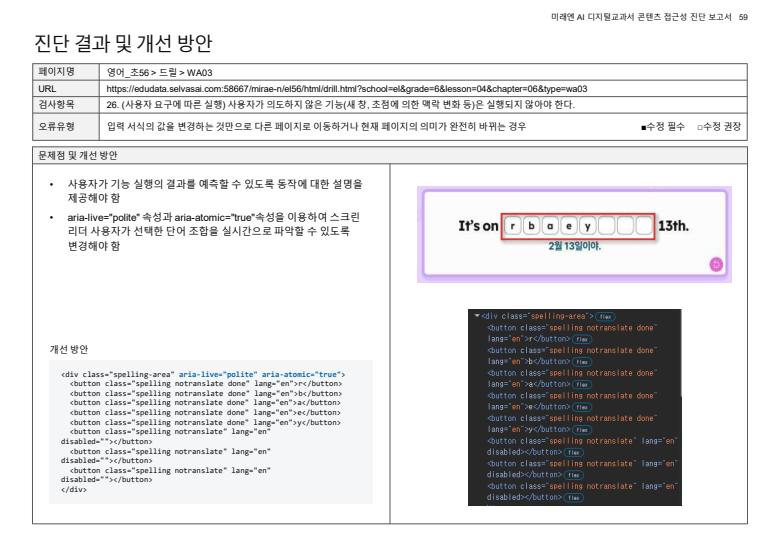 미래엔 AI 디지털교과서 콘텐츠 접근성 진단 보고서 59
진단 결과 및 개선 방안
페이지명 영어_초56 > 드릴 > WA03
URL https://edudata.selvasai.com:58667/mirae-n/el56/html/drill.html?school=el&grade=6&lesson=04&chapter=06&type=wa03
검사항목 26. (사용자 요구에 따른 실행) 사용자가 의도하지 않은 기능(새 창, 초점에 의한 맥락 변화 등)은 실행되지 않아야 한다.
오류유형 입력 서식의 값을 변경하는 것만으로 다른 페이지로 이동하거나 현재 페이지의 의미가 완전히 바뀌는 경우 ■수정 필수 □수정 권장
문제점 및 개선 방안
• 사용자가 기능 실행의 결과를 예측할 수 있도록 동작에 대한 설명을
제공해야 함
• aria-live="polite" 속성과 aria-atomic="true"속성을 이용하여 스크린
리더 사용자가 선택한 단어 조합을 실시간으로 파악할 수 있도록
변경해야 함
개선 방안
<div class="spelling-area" aria-live="polite" aria-atomic="true">
<button class="spelling notranslate done" lang="en">r</button>
<button class="spelling notranslate done" lang="en">b</button>
<button class="spelling notranslate done" lang="en">a</button>
<button class="spelling notranslate done" lang="en">e</button>
<button class="spelling notranslate done" lang="en">y</button>
<button class="spelling notranslate" lang="en"
disabled=""></button>
<button class="spelling notranslate" lang="en"
disabled=""></button>
<button class="spelling notranslate" lang="en"
disabled=""></button>
</div>
It's on r b a e y 13th.
2월 13일이야.
▼<div class="spelling-area"> flex
<button class="spelling notranslate done"
lang="en">r</button> flex
<button class="spelling notranslate done"
lang="en">b</button> flex
<button class="spelling notranslate done"
lang="en">a</button> flex
<button class="spelling notranslate done"
lang="en">e</button> flex
<button class="spelling notranslate done"
lang="en">y</button> flex
<button class="spelling notranslate" lang="en"
disabled></button> flex
<button class="spelling notranslate" lang="en"
disabled></button> flex
<button class="spelling notranslate" lang="en"
disabled></button> flex